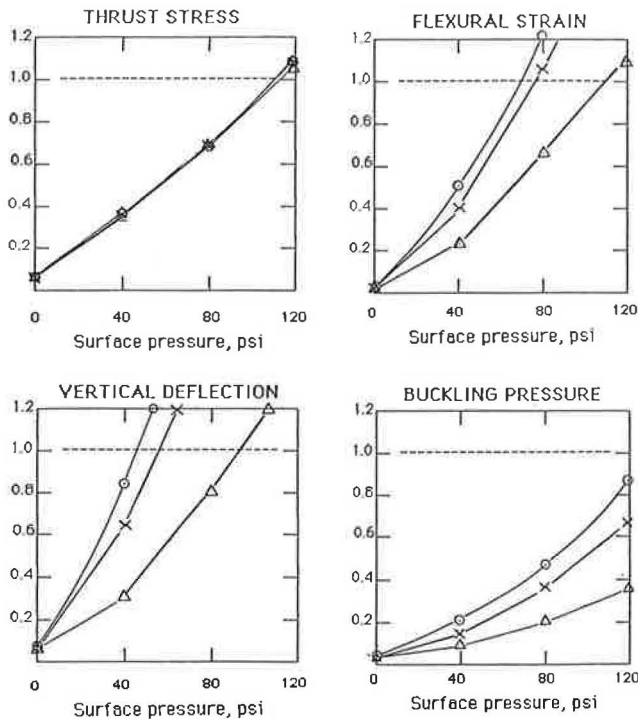 THRUST STRESS
1.2
1.0
0.8
0.6
0.4
0.2
0 40 80 120
Surface pressure, psi
FLEXURAL STRAIN
1.2
1.0
0.8
0.6
0.4
0.2
0 40 80 120
Surface pressure, psi
VERTICAL DEFLECTION
1.2
1.0
0.8
0.6
0.4
0.2
0 40 80 120
Surface pressure, psi
BUCKLING PRESSURE
1.2
1.0
0.8
0.6
0.4
0.2
0 40 80 120
Surface pressure, psi